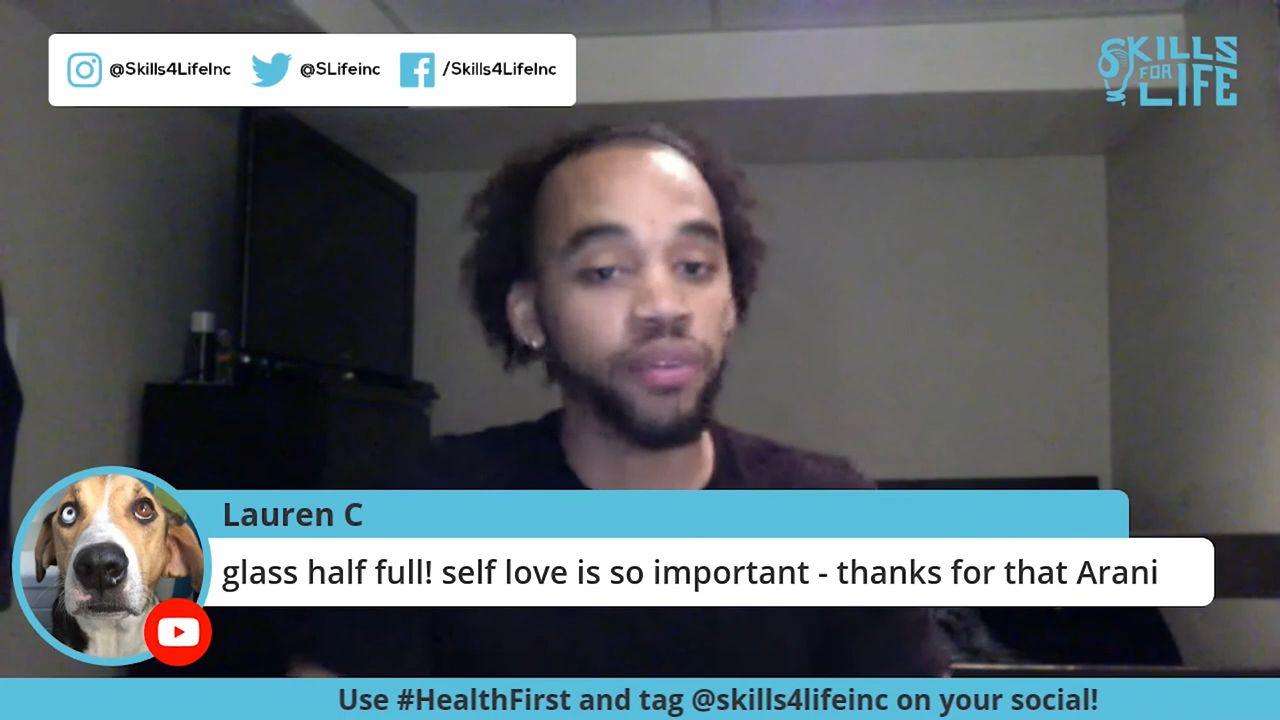 @Skills4LifeInc @SLifeinc /Skills4LifeInc
SKILLS
FOR
LIFE
Lauren C
glass half full! self love is so important - thanks for that Arani
Use #HealthFirst and tag @skills4lifeinc on your social!